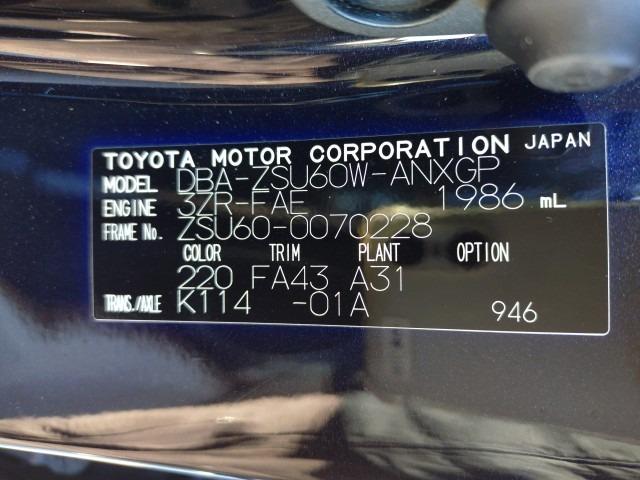 TOYOTA MOTOR CORPORATION JAPAN
MODEL DBA-ZSU60W-ANXGP
ENGINE 3ZR-FAE 1986 mL
FRAME No. ZSU60-0070228
COLOR TRIM PLANT OPTION
220 FA43 A31
TRANS./AXLE K114 -01A 946